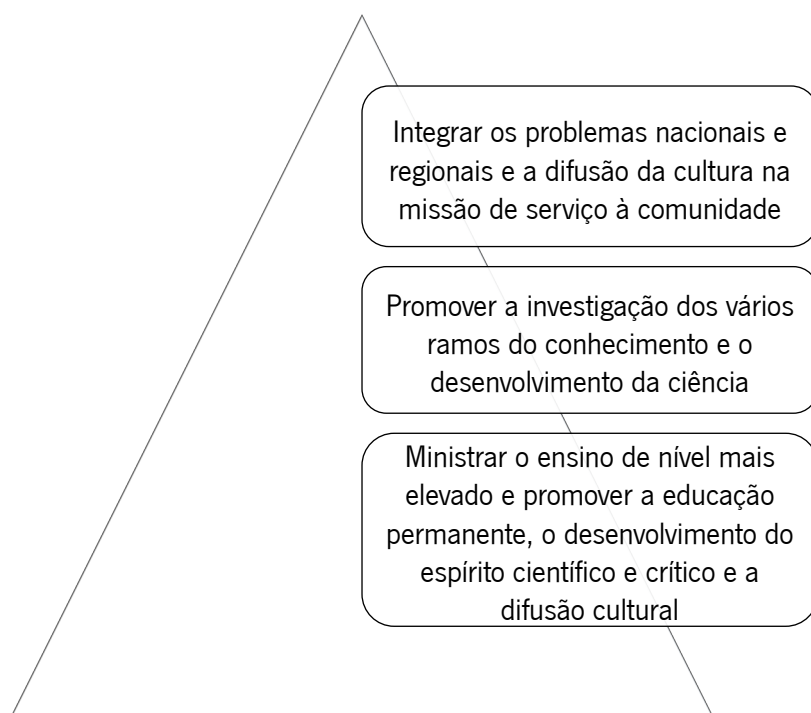 Integrar os problemas nacionais e
regionais e a difusão da cultura na
missão de serviço à comunidade
Promover a investigação dos vários
ramos do conhecimento e o
desenvolvimento da ciência
Ministrar o ensino de nível mais
elevado e promover a educação
permanente, o desenvolvimento do
espírito científico e crítico e a
difusão cultural